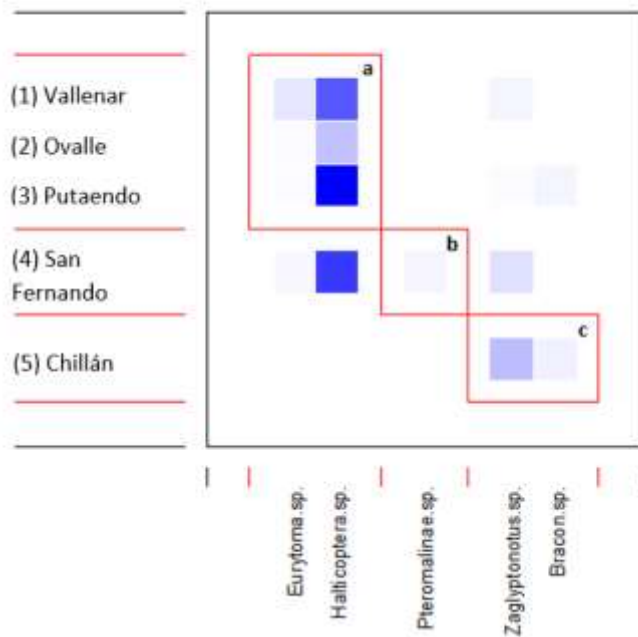 a
(1) Vallenar
(2) Ovalle
(3) Putaendo
b
(4) San
Fernando
c
(5) Chillán
Eurytoma.sp.
Halticoptera.sp.
Pteromalinae.sp.
Zaglyptonotus.sp.
Bracon.sp.